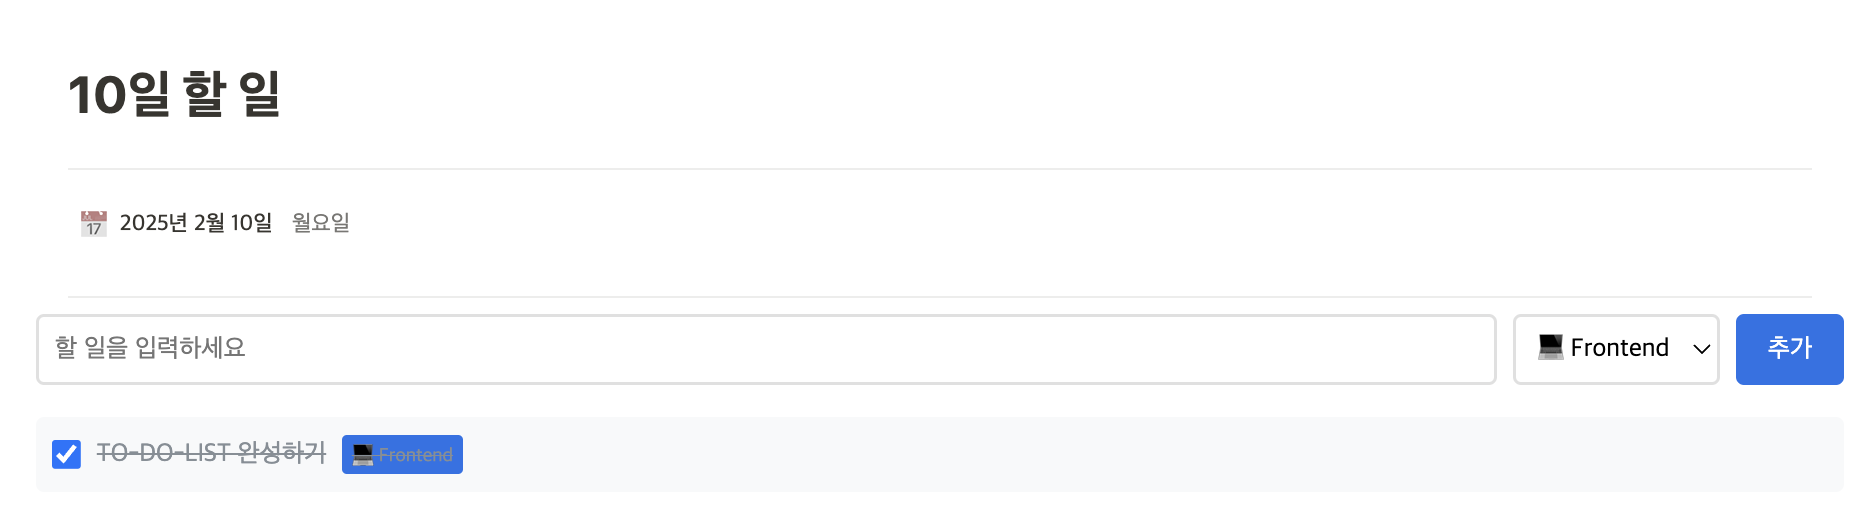 10일 할 일
17 2025년 2월 10일 월요일
할 일을 입력하세요 Frontend 추가
TO-DO-LIST 완성하기 Frontend